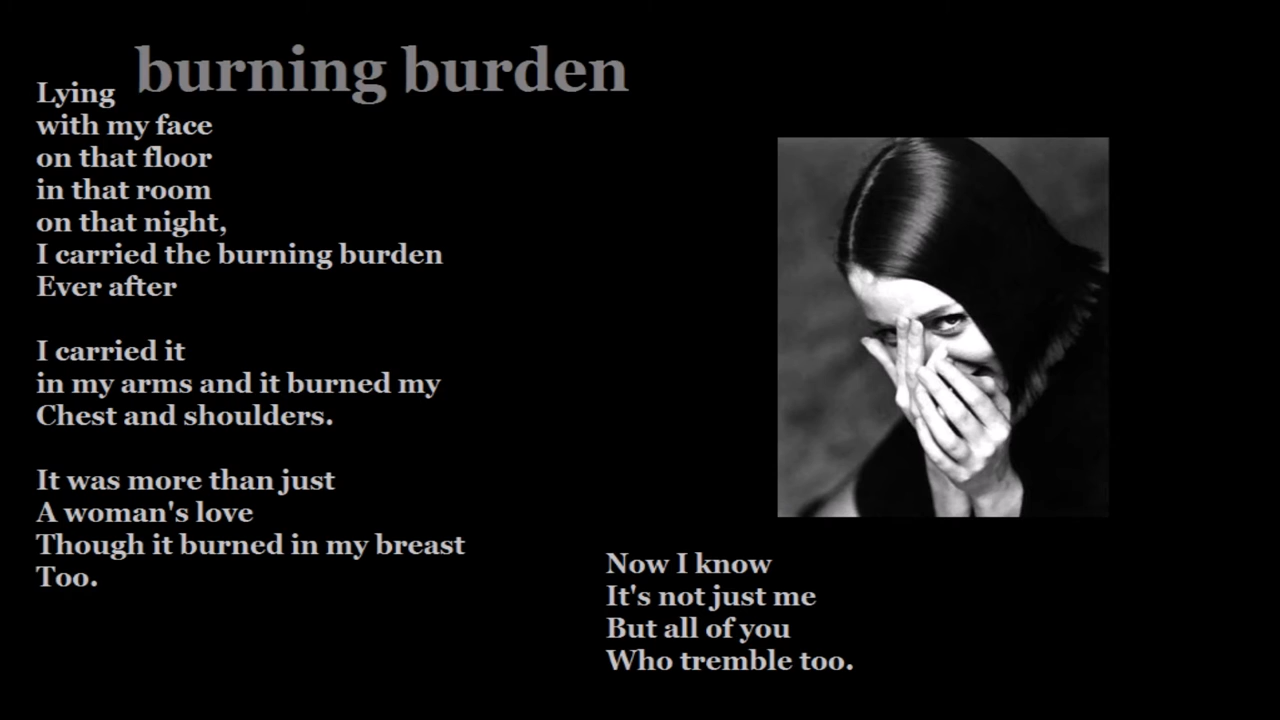 burning burden
Lying
with my face
on that floor
in that room
on that night,
I carried the burning burden
Ever after
I carried it
in my arms and it burned my
Chest and shoulders.
It was more than just
A woman's love
Though it burned in my breast
Too.
Now I know
It's not just me
But all of you
Who tremble too.